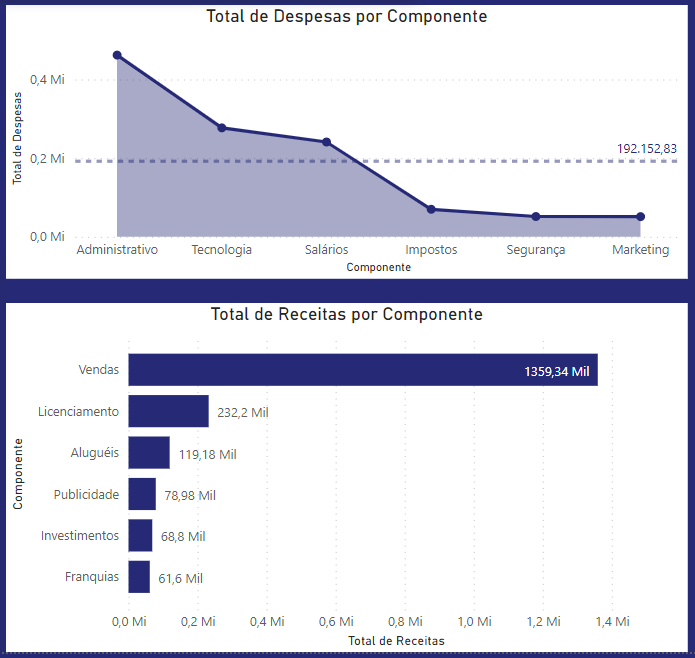 Total de Despesas por Componente
Total de Despesas
0,4 Mi
0,2 Mi
0,0 Mi
192.152,83
Administrativo Tecnologia Salários Impostos Segurança Marketing
Componente
Total de Receitas por Componente
Componente
Vendas 1359,34 Mil
Licenciamento 232,2 Mil
Aluguéis 119,18 Mil
Publicidade 78,98 Mil
Investimentos 68,8 Mil
Franquias 61,6 Mil
0,0 Mi 0,2 Mi 0,4 Mi 0,6 Mi 0,8 Mi 1,0 Mi 1,2 Mi 1,4 Mi
Total de Receitas